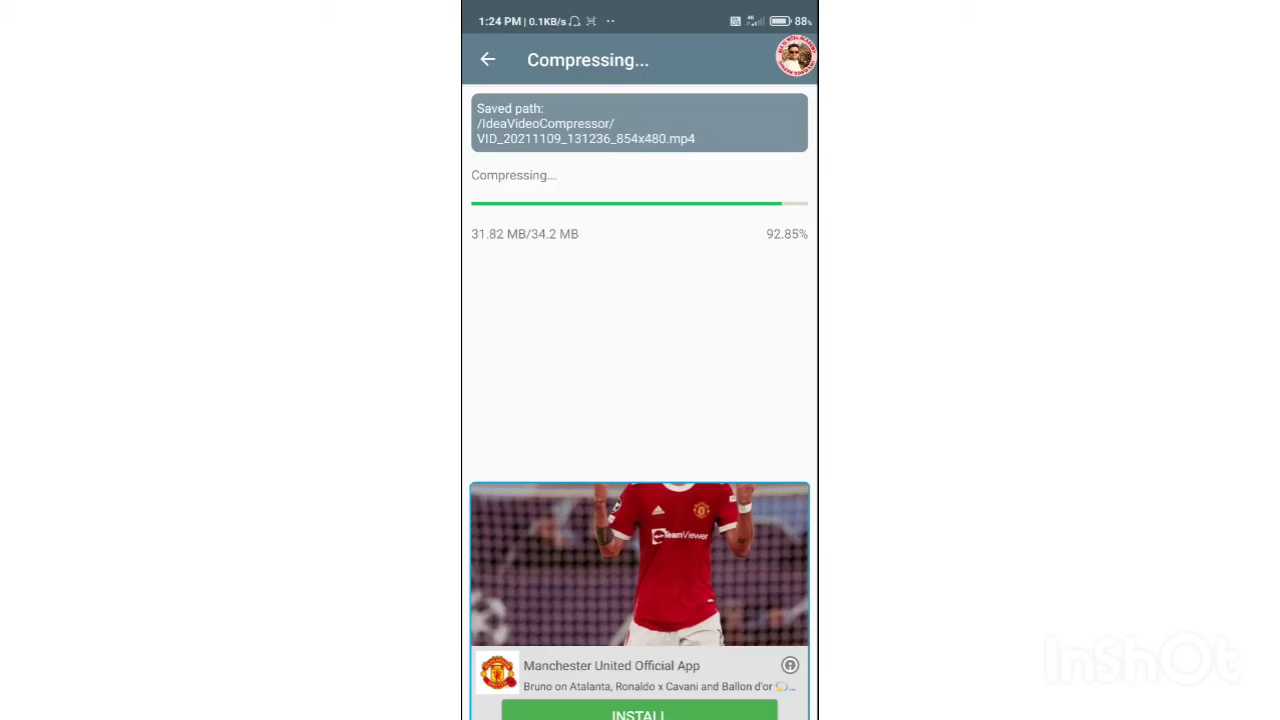 1:24 PM | 0.1KB/s
88%
Compressing...
Saved path:
/IdeaVideoCompressor/
VID_20211109_131236_854x480.mp4
Compressing...
31.82 MB/34.2 MB
92.85%
TeamViewer
Manchester United Official App
Bruno on Atalanta, Ronaldo x Cavani and Ballon d'or 💫...
INSTALL
InShOt